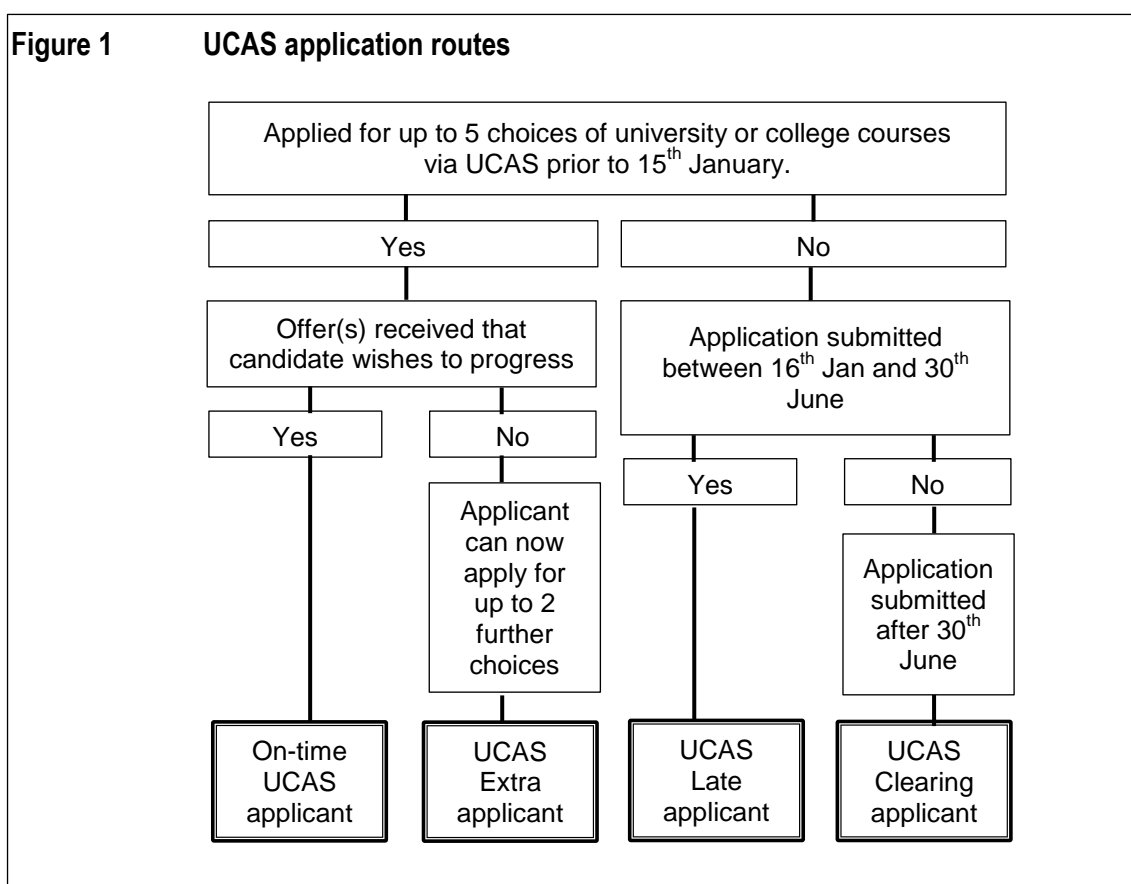 Figure 1 UCAS application routes
Applied for up to 5 choices of university or college courses
via UCAS prior to 15th January.
Yes
No
Offer(s) received that
candidate wishes to progress
Application submitted
between 16th Jan and 30th
June
Yes
No
Yes
No
Applicant
can now
apply for
up to 2
further
choices
Application
submitted
after 30th
June
On-time
UCAS
applicant
UCAS
Extra
applicant
UCAS
Late
applicant
UCAS
Clearing
applicant